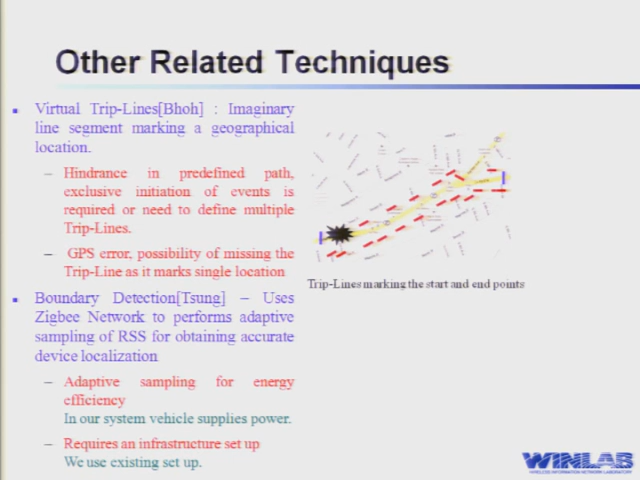 Other Related Techniques
Virtual Trip-Lines[Bhoh] : Imaginary
line segment marking a geographical
location.
– Hindrance in predefined path,
exclusive initiation of events is
required or need to define multiple
Trip-Lines.
– GPS error, possibility of missing the
Trip-Line as it marks single location
Boundary Detection[Tsung] – Uses
Zigbee Network to performs adaptive
sampling of RSS for obtaining accurate
device localization
– Adaptive sampling for energy
efficiency
In our system vehicle supplies power.
– Requires an infrastructure set up
We use existing set up.
Trip-Lines marking the start and end points
WINLAB
WIRELESS INFORMATION NETWORK LABORATORY